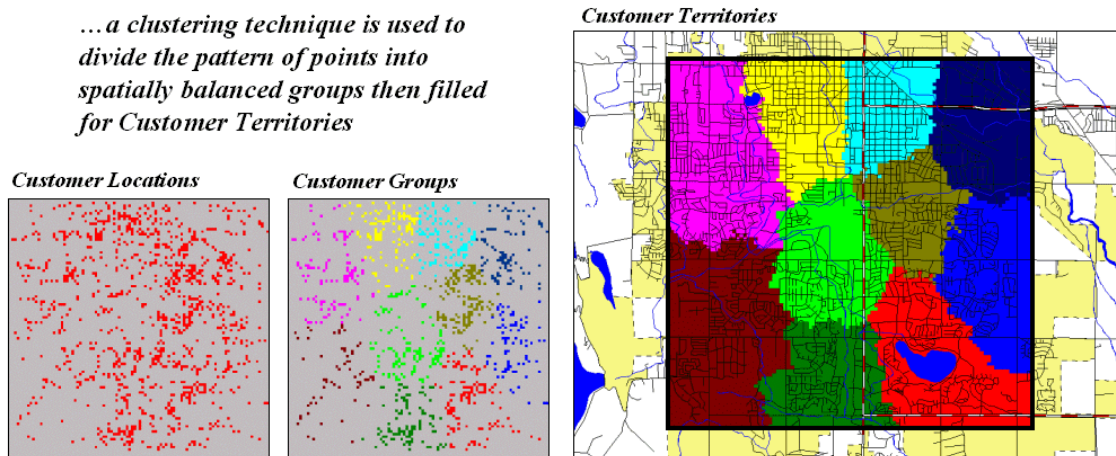 ...a clustering technique is used to
divide the pattern of points into
spatially balanced groups then filled
for Customer Territories
Customer Locations
Customer Groups
Customer Territories